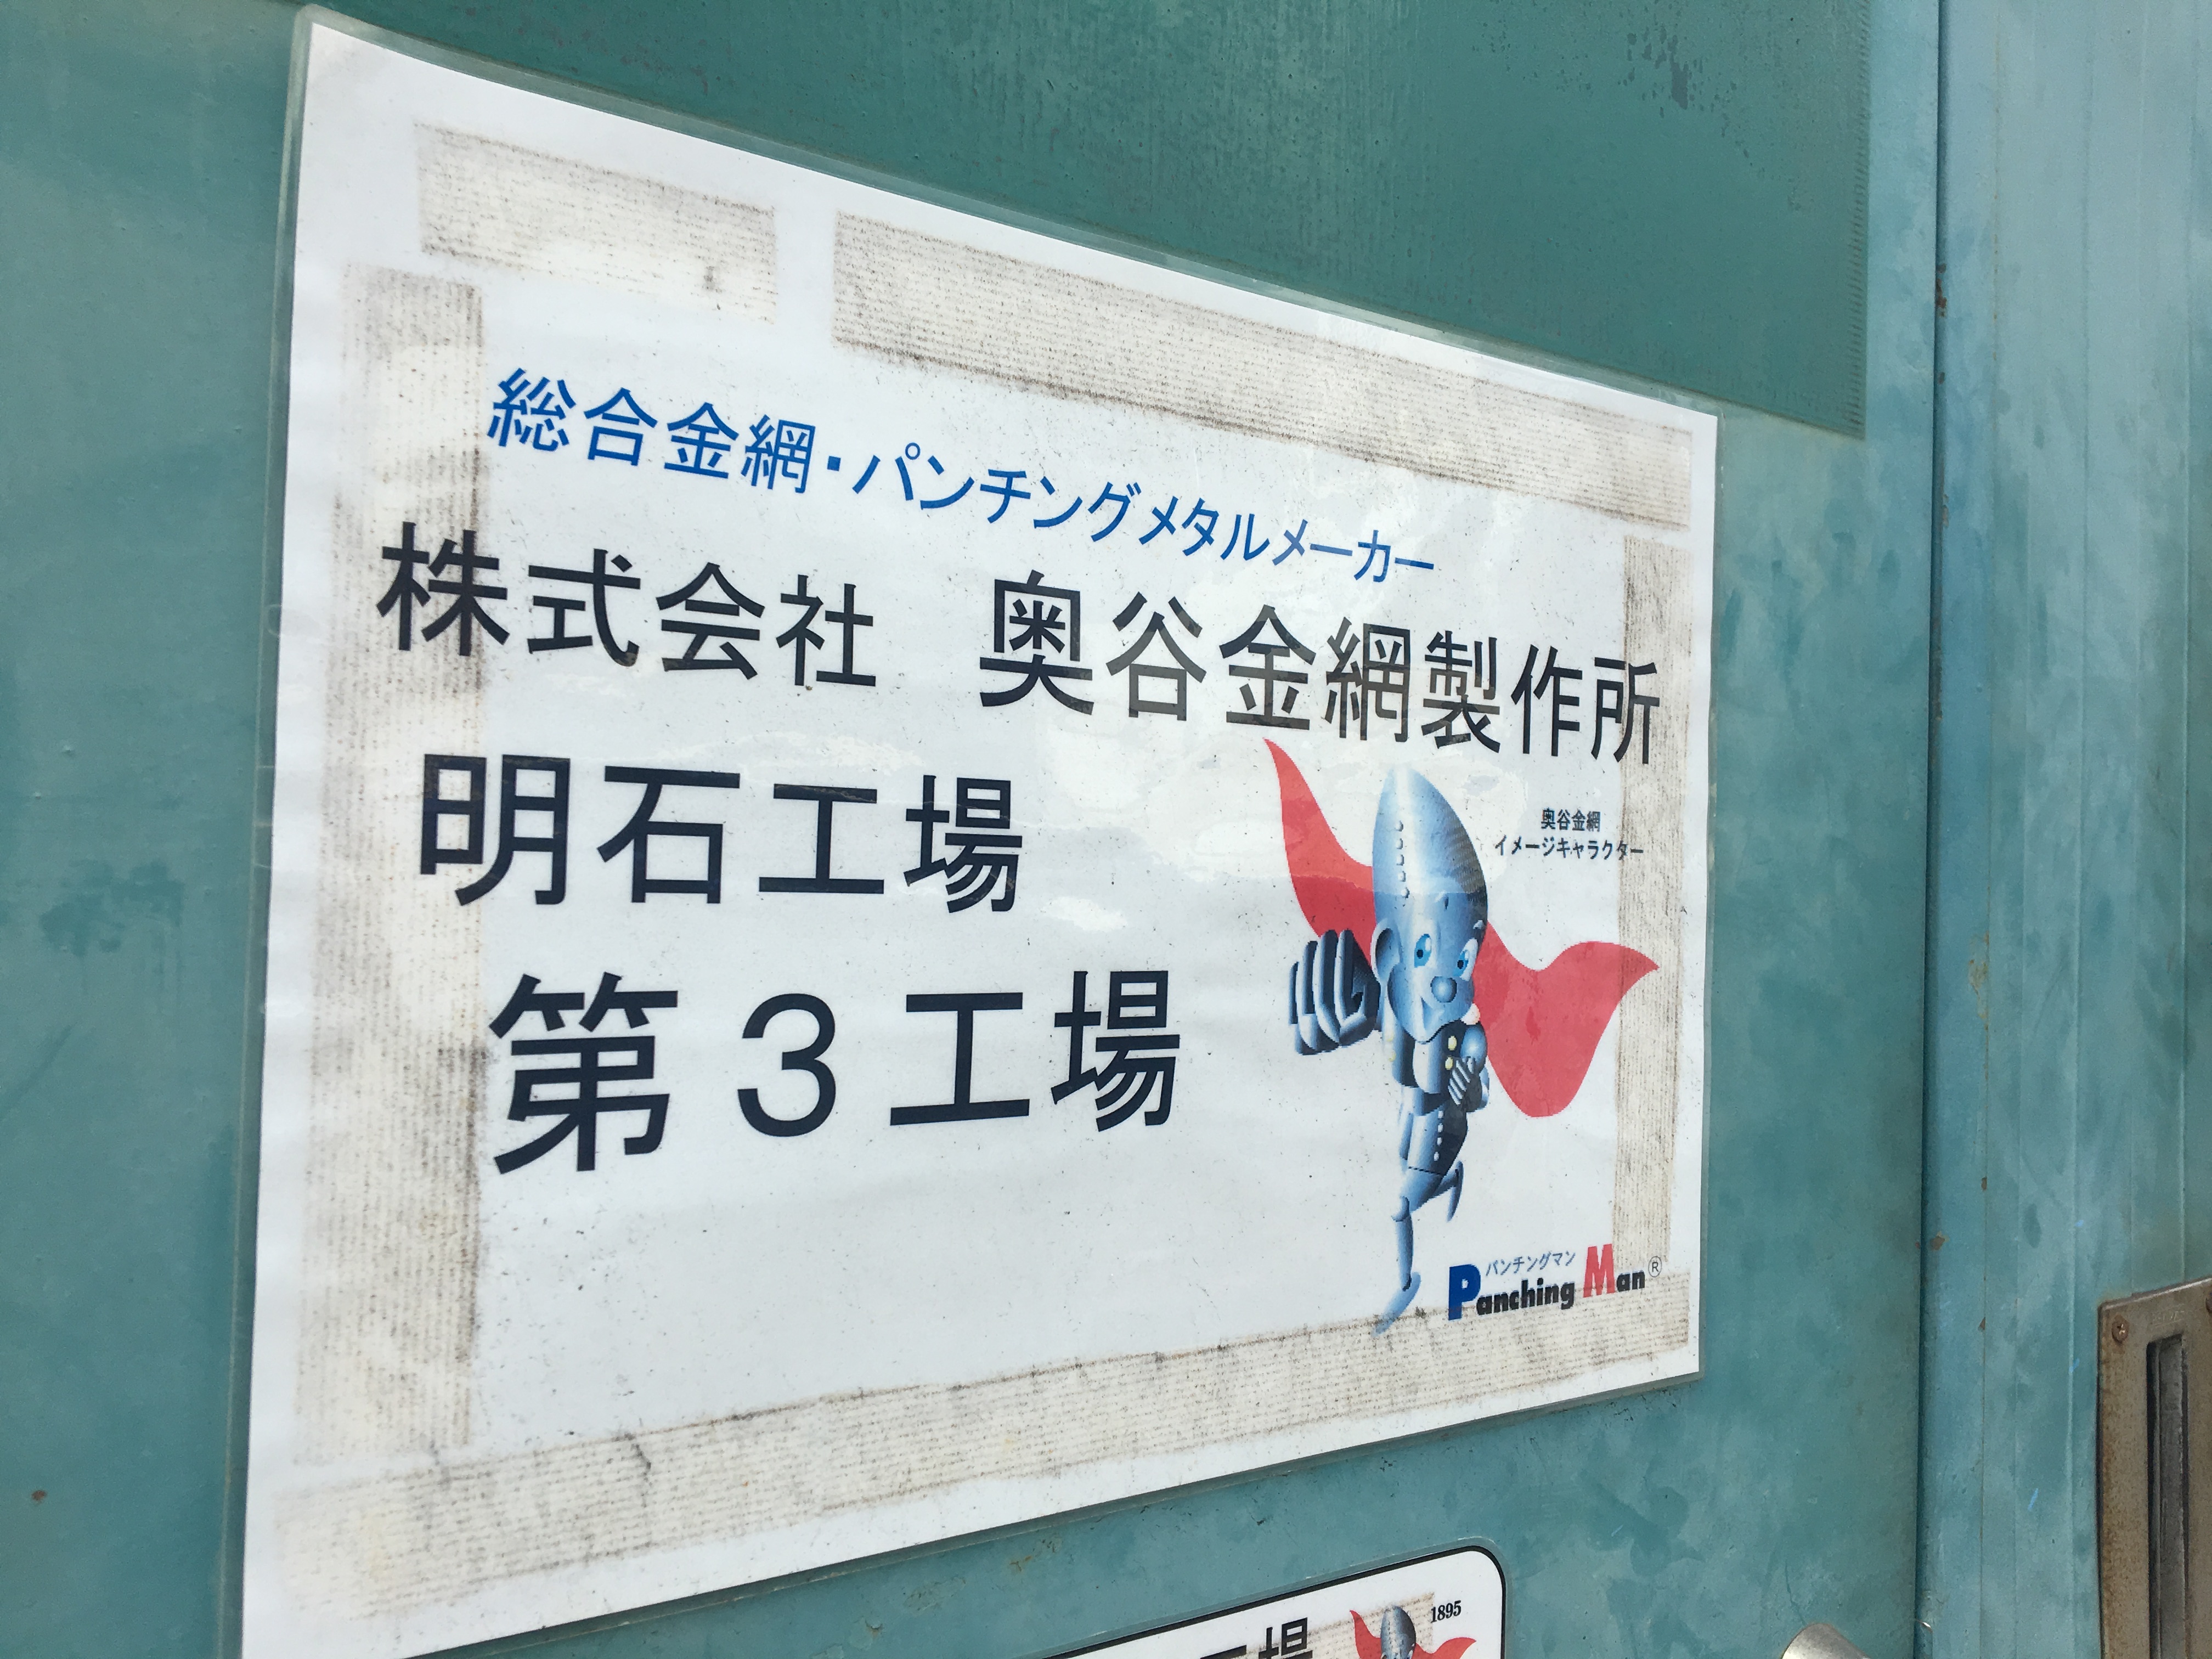 総合金網・パンチングメタルメーカー
株式会社　奥谷金網製作所
明石工場
第３工場
奥谷金網
イメージキャラクター
パンチングマン
Panching Man®
1895
工場